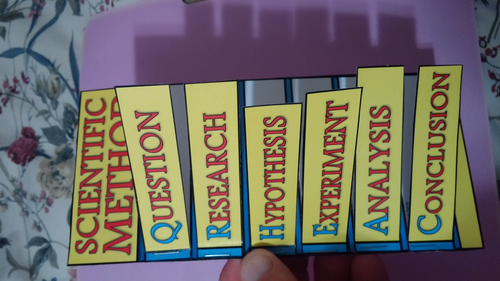 SCIENTIFIC
METHOD
QUESTION
RESEARCH
HYPOTHESIS
EXPERIMENT
ANALYSIS
CONCLUSION